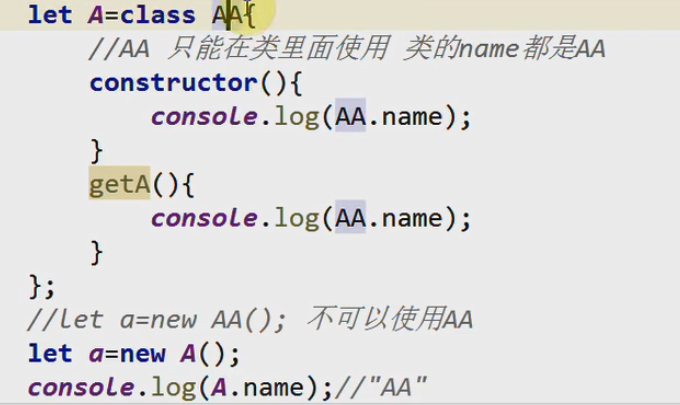 let A=class AA{
//AA 只能在类里面使用 类的name都是AA
constructor(){
console.log(AA.name);
}
getA(){
console.log(AA.name);
}
};
//let a=new AA(); 不可以使用AA
let a=new A();
console.log(A.name);//"AA"